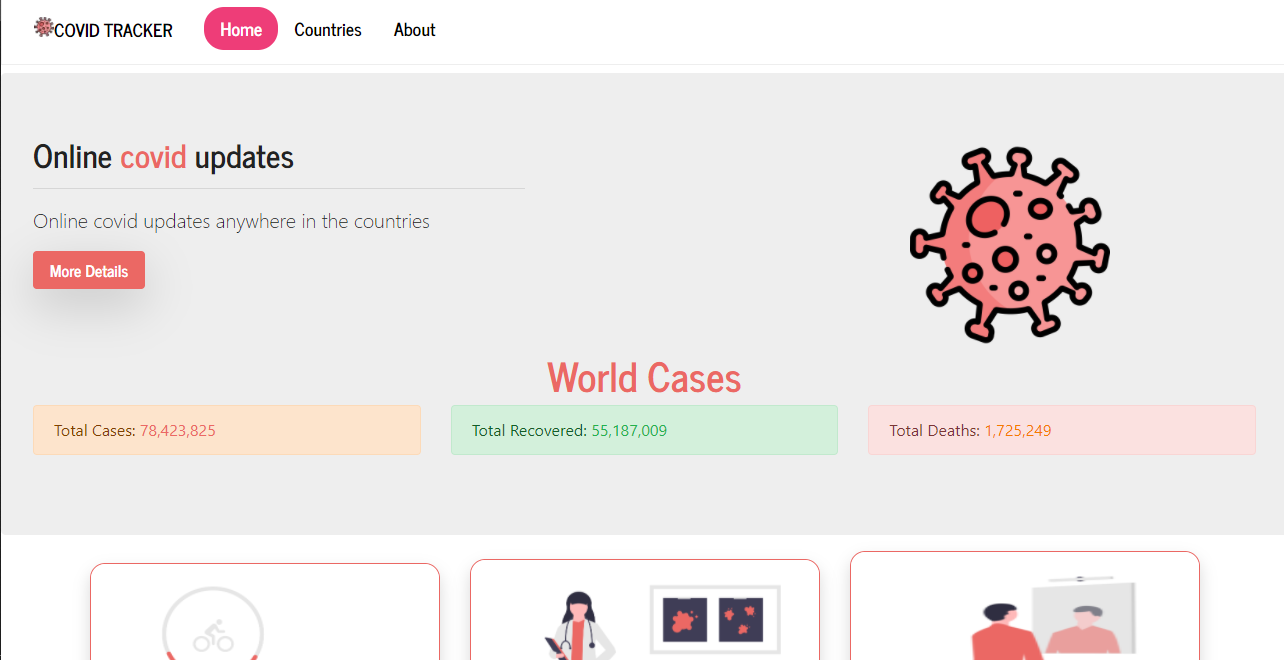 COVID TRACKER Home Countries About
Online covid updates
Online covid updates anywhere in the countries
More Details
World Cases
Total Cases: 78,423,825 Total Recovered: 55,187,009 Total Deaths: 1,725,249